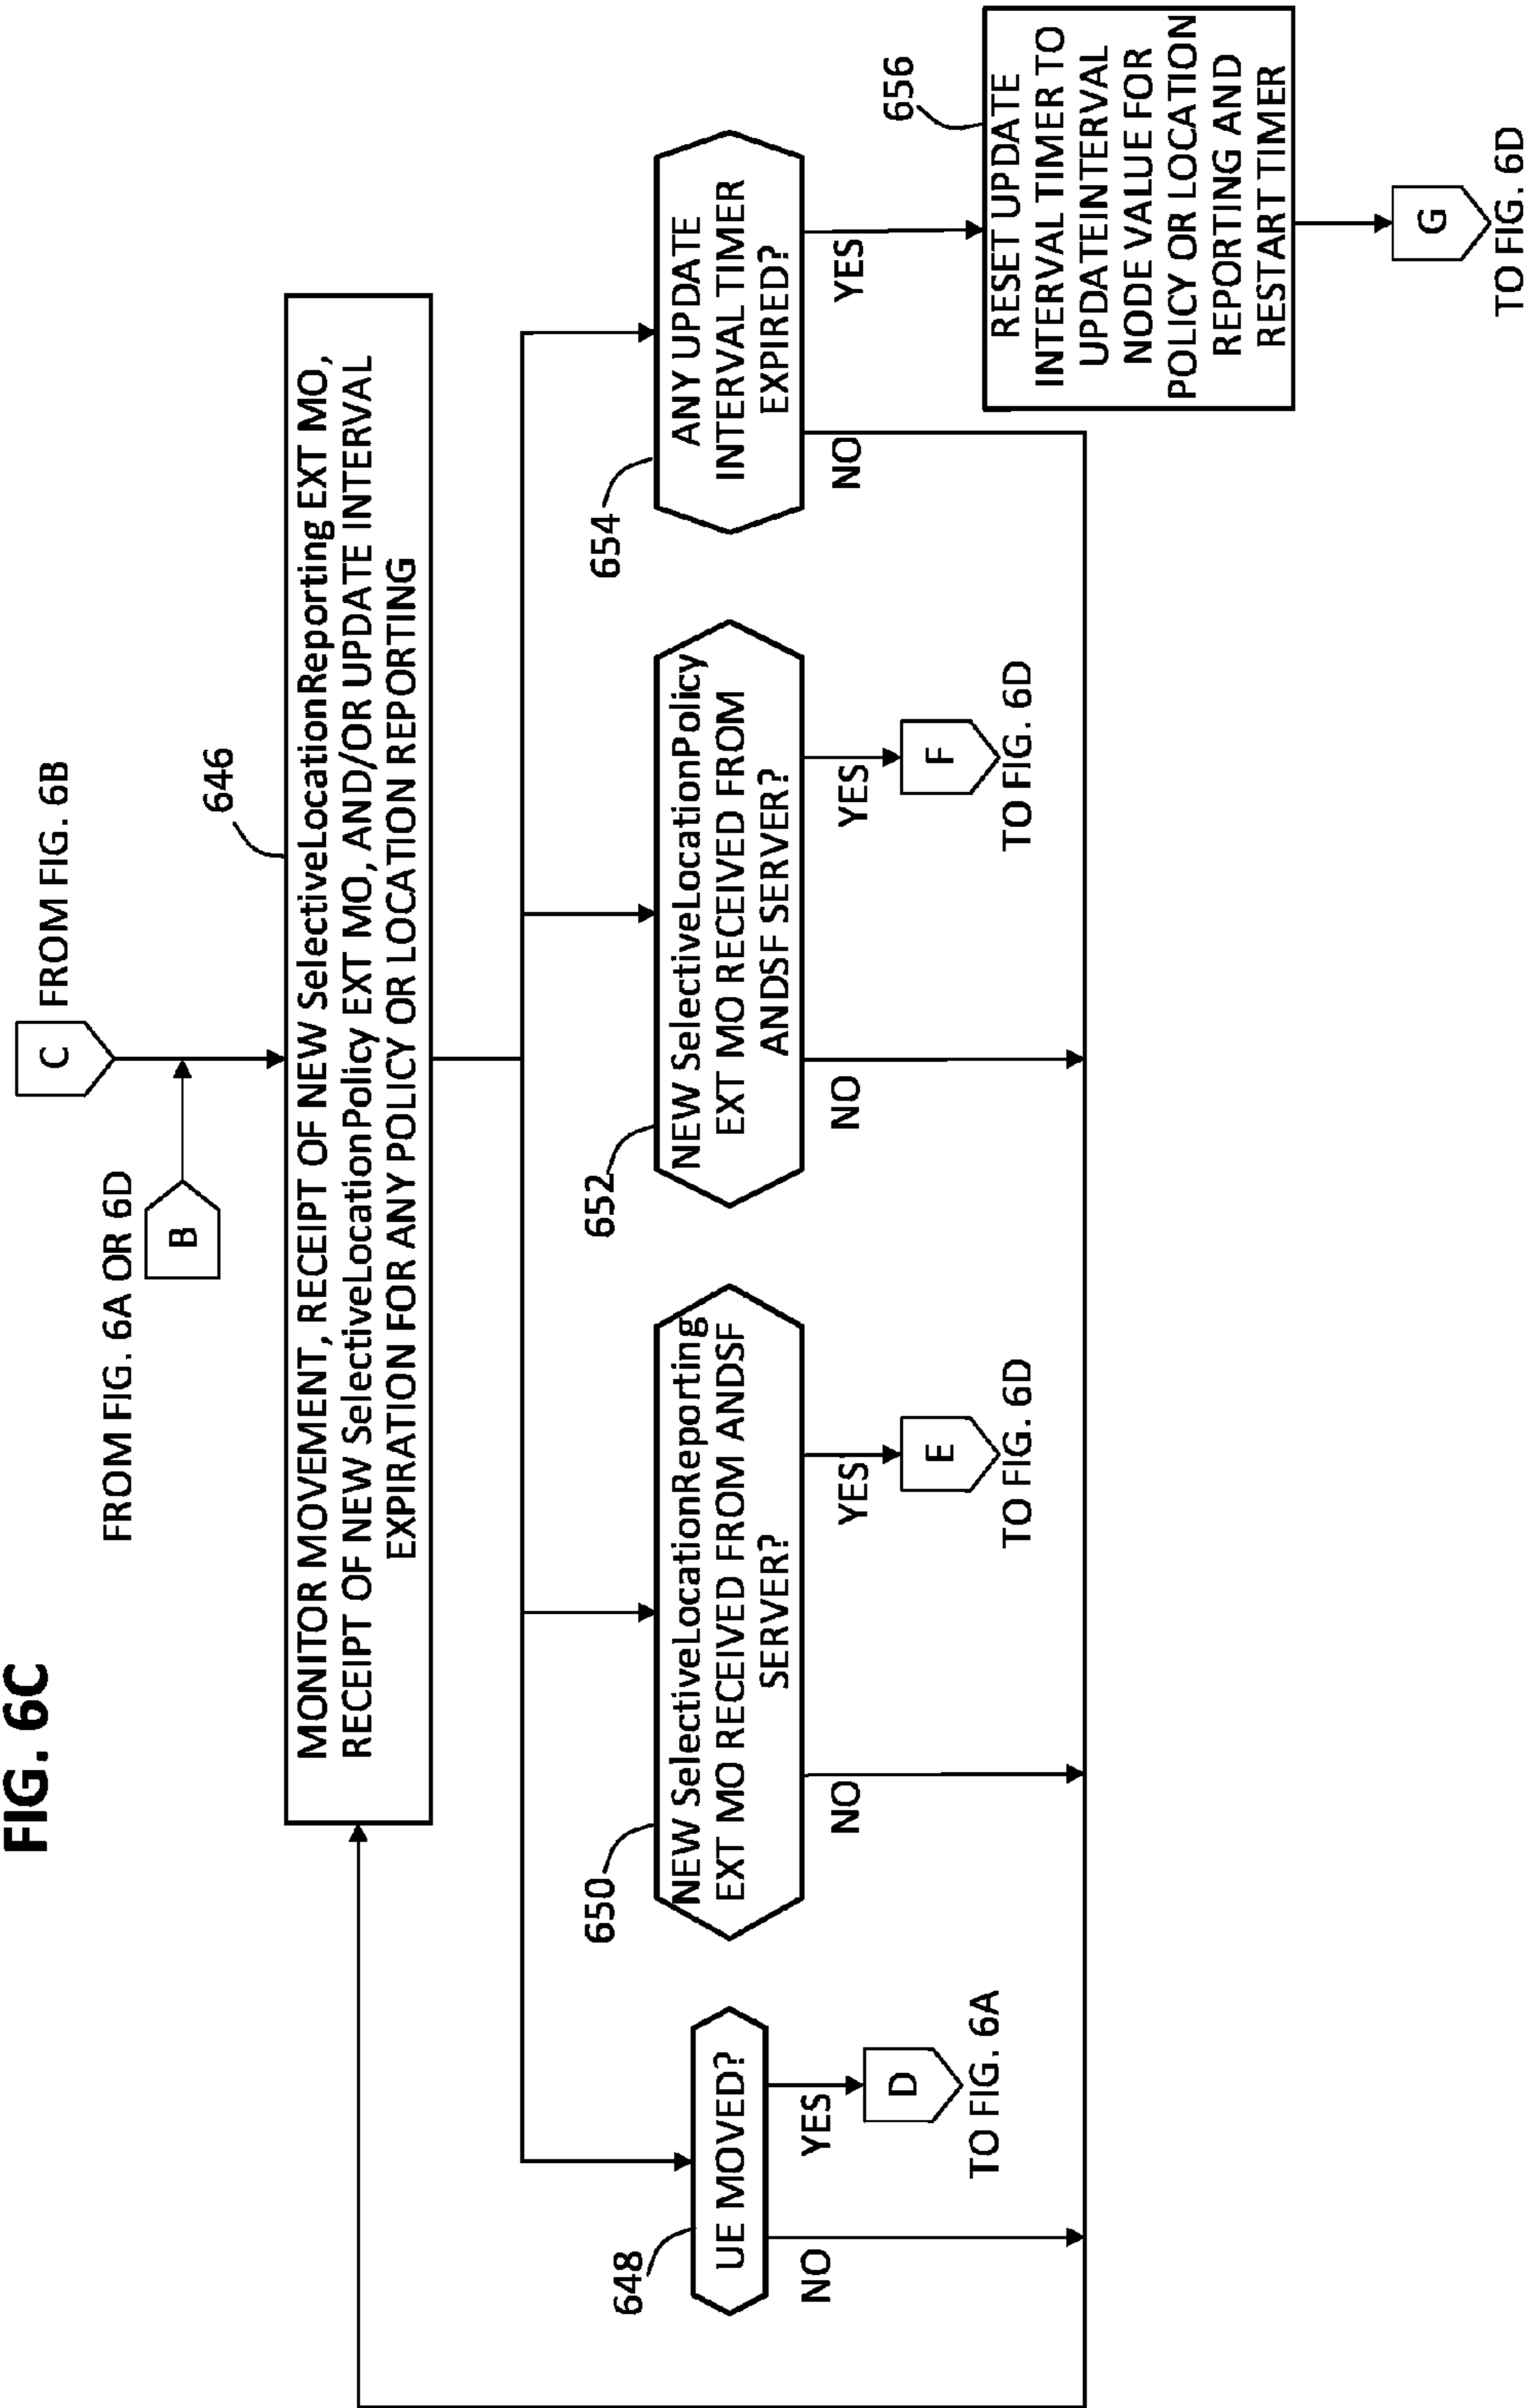 FIG. 6C
C
FROM FIG. 6B
FROM FIG. 6A OR 6D
B
646
MONITOR MOVEMENT, RECEIPT OF NEW SelectiveLocationReporting EXT MO,
RECEIPT OF NEW SelectiveLocationPolicy EXT MO, AND/OR UPDATE INTERVAL
EXPIRATION FOR ANY POLICY OR LOCATION REPORTING
648
UE MOVED?
NO
YES
D
TO FIG. 6A
650
NEW SelectiveLocationReporting
EXT MO RECEIVED FROM ANDSF
SERVER?
NO
YES
E
TO FIG. 6D
652
NEW SelectiveLocationPolicy
EXT MO RECEIVED FROM
ANDSF SERVER?
NO
YES
F
TO FIG. 6D
654
ANY UPDATE
INTERVAL TIMER
EXPIRED?
NO
YES
656
RESET UPDATE
INTERVAL TIMER TO
UPDATEINTERVAL
NODE VALUE FOR
POLICY OR LOCATION
REPORTING AND
RESTART TIMER
G
TO FIG. 6D